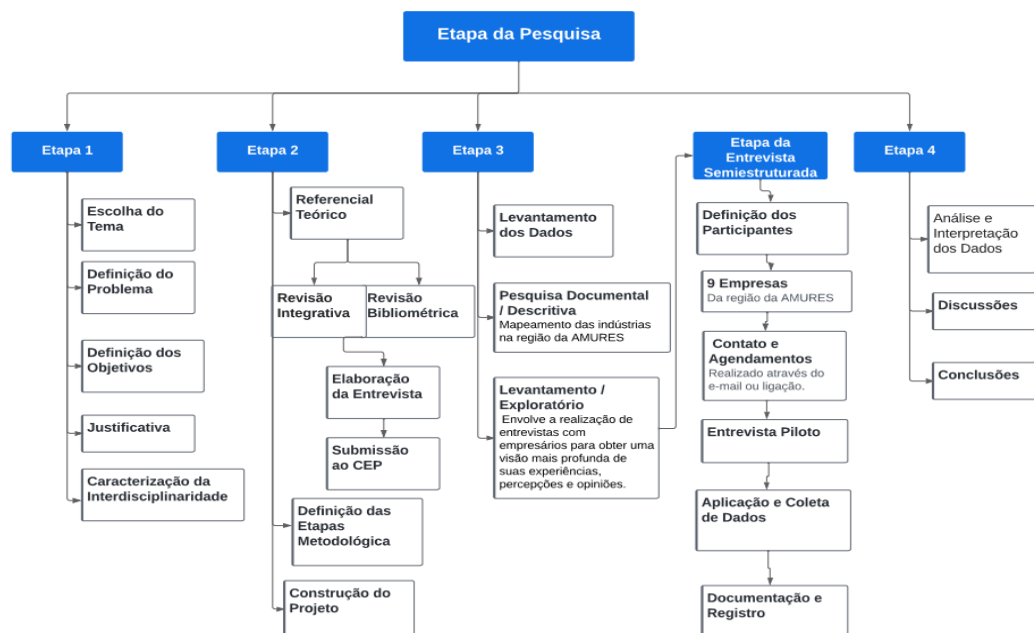 Etapa da Pesquisa
Etapa 1
Escolha do
Tema
Definição do
Problema
Definição dos
Objetivos
Justificativa
Caracterização da
Interdisciplinaridade
Etapa 2
Referencial
Teórico
Revisão
Integrativa
Revisão
Bibliométrica
Elaboração
da Entrevista
Submissão
ao CEP
Definição das
Etapas
Metodológica
Construção do
Projeto
Etapa 3
Levantamento
dos Dados
Pesquisa Documental
/ Descritiva
Mapeamento das indústrias
na região da AMURES
Levantamento /
Exploratório
Envolve a realização de
entrevistas com
empresários para obter uma
visão mais profunda de
suas experiências,
percepções e opiniões.
Etapa da
Entrevista
Semiestruturada
Definição dos
Participantes
9 Empresas
Da região da AMURES
Contato e
Agendamentos
Realizado através do
e-mail ou ligação.
Entrevista Piloto
Aplicação e Coleta
de Dados
Documentação e
Registro
Etapa 4
Análise e
Interpretação
dos Dados
Discussões
Conclusões